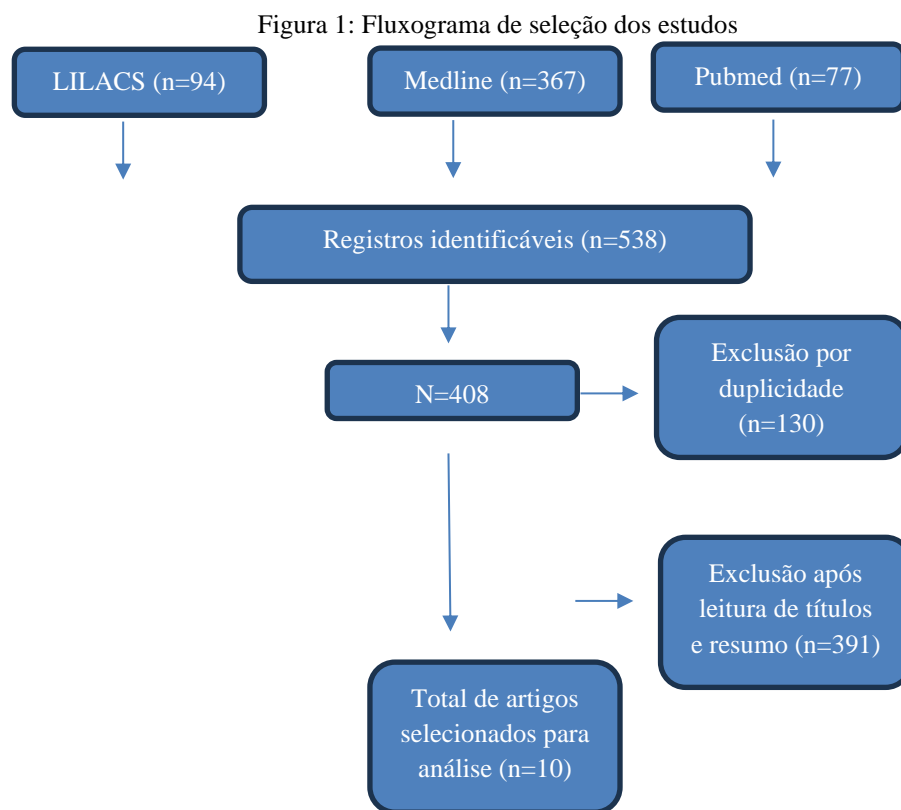 Figura 1: Fluxograma de seleção dos estudos
LILACS (n=94)
Medline (n=367)
Pubmed (n=77)
Registros identificáveis (n=538)
N=408
Exclusão por
duplicidade
(n=130)
Exclusão após
leitura de títulos
e resumo (n=391)
Total de artigos
selecionados para
análise (n=10)